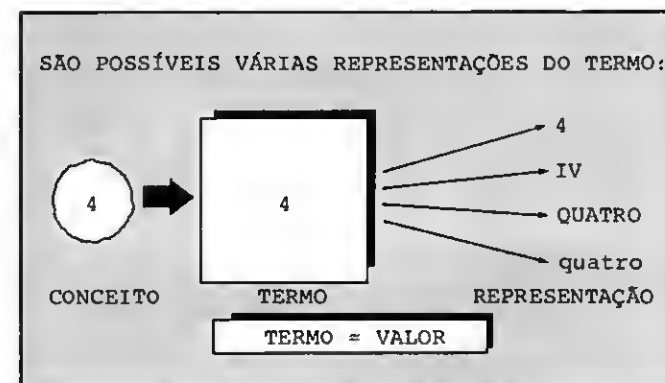 SÃO POSSÍVEIS VÁRIAS REPRESENTAÇÕES DO TERMO:
4
IV
4
4
QUATRO
quatro
CONCEITO
TERMO
REPRESENTAÇÃO
TERMO = VALOR